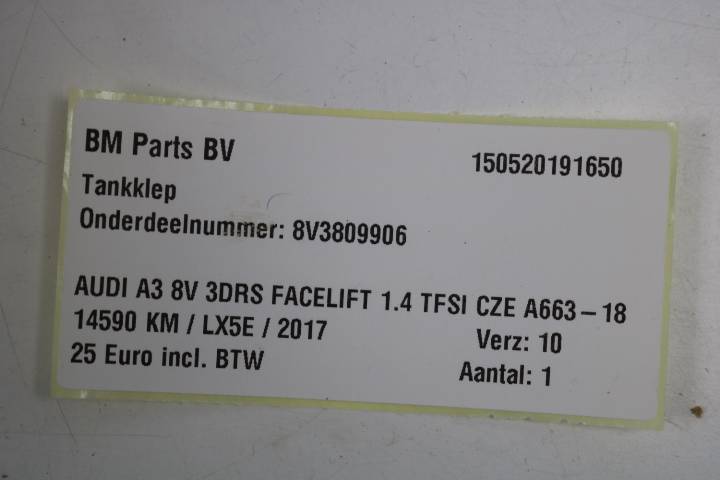 BM Parts BV 150520191650
Tankklep
Onderdeelnummer: 8V3809906
AUDI A3 8V 3DRS FACELIFT 1.4 TFSI CZE A663-18
14590 KM / LX5E / 2017 Verz: 10
25 Euro incl. BTW Aantal: 1